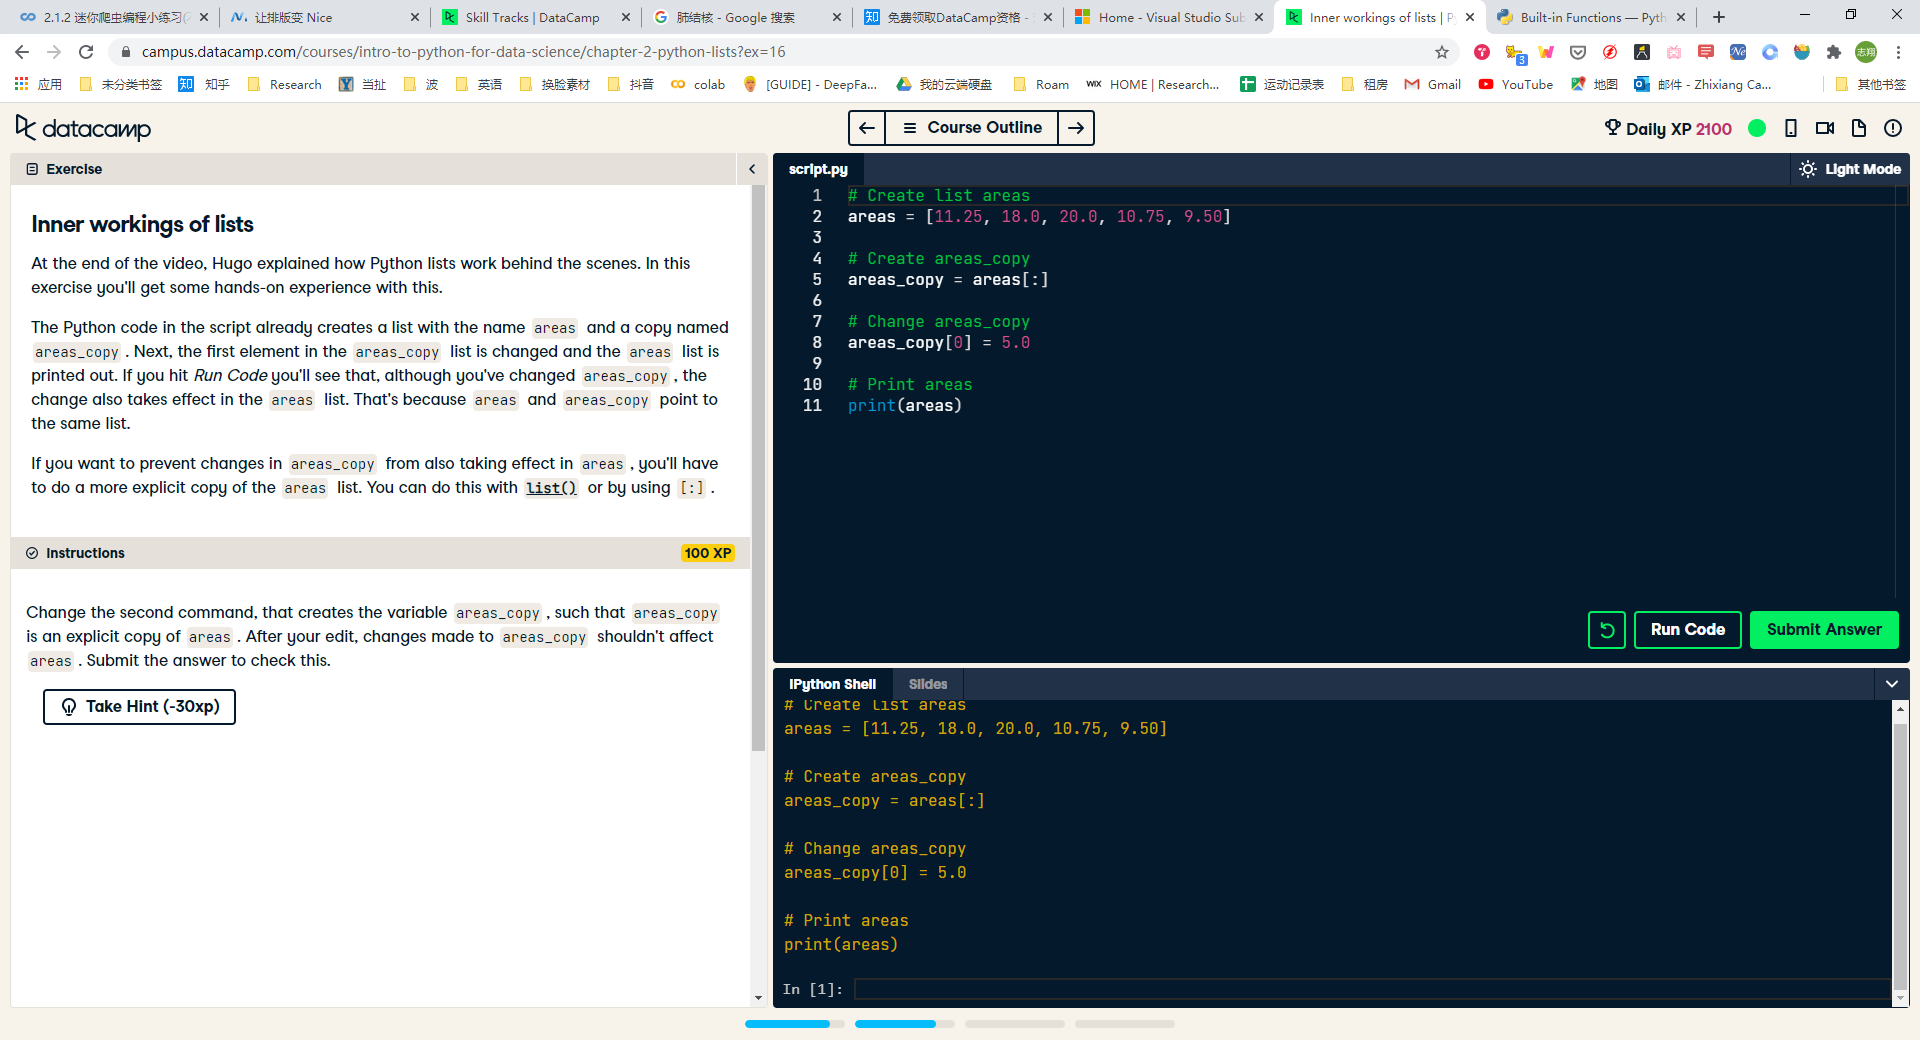 2.1.2 迷你爬虫编程小练习
让排版变 Nice
Skill Tracks | DataCamp
肺结核 - Google 搜索
免费领取DataCamp资格 -
Home - Visual Studio Sub
Inner workings of lists | Py
Built-in Functions — Pyth
campus.datacamp.com/courses/intro-to-python-for-data-science/chapter-2-python-lists?ex=16
应用
未分类书签
知乎
Research
当扯
波
英语
换脸素材
抖音
colab
[GUIDE] - DeepFa...
我的云端硬盘
Roam
HOME | Research...
运动记录表
租房
Gmail
YouTube
地图
邮件 - Zhixiang Ca...
其他书签
datacamp
Course Outline
Daily XP 2100
Exercise
Inner workings of lists
At the end of the video, Hugo explained how Python lists work behind the scenes. In this
exercise you'll get some hands-on experience with this.
The Python code in the script already creates a list with the name areas and a copy named
areas_copy . Next, the first element in the areas_copy list is changed and the areas list is
printed out. If you hit Run Code you'll see that, although you've changed areas_copy , the
change also takes effect in the areas list. That's because areas and areas_copy point to
the same list.
If you want to prevent changes in areas_copy from also taking effect in areas , you'll have
to do a more explicit copy of the areas list. You can do this with list() or by using [:] .
Instructions
100 XP
Change the second command, that creates the variable areas_copy , such that areas_copy
is an explicit copy of areas . After your edit, changes made to areas_copy shouldn't affect
areas . Submit the answer to check this.
Take Hint (-30xp)
script.py
Light Mode
1 # Create list areas
2 areas = [11.25, 18.0, 20.0, 10.75, 9.50]
3
4 # Create areas_copy
5 areas_copy = areas[:]
6
7 # Change areas_copy
8 areas_copy[0] = 5.0
9
10 # Print areas
11 print(areas)
Run Code
Submit Answer
IPython Shell
Slides
# Create list areas
areas = [11.25, 18.0, 20.0, 10.75, 9.50]
# Create areas_copy
areas_copy = areas[:]
# Change areas_copy
areas_copy[0] = 5.0
# Print areas
print(areas)
In [1]: